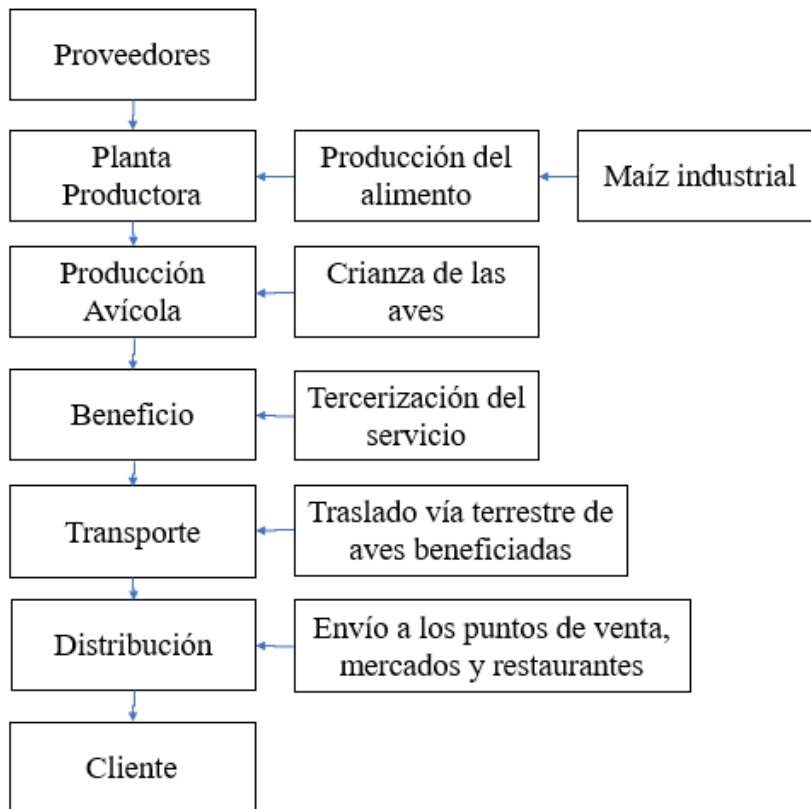 Proveedores
Planta
Productora
Producción del
alimento
Maíz industrial
Producción
Avícola
Crianza de las
aves
Beneficio
Tercerización del
servicio
Transporte
Traslado vía terrestre de
aves beneficiadas
Distribución
Envío a los puntos de venta,
mercados y restaurantes
Cliente